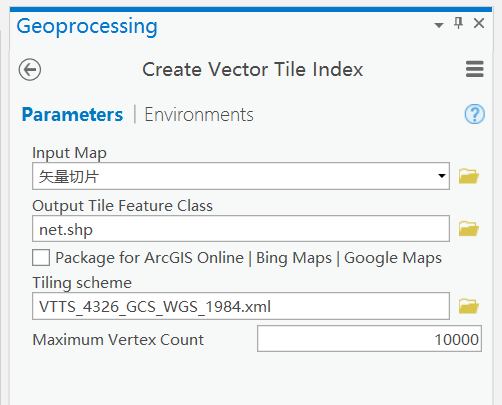 Geoprocessing
Create Vector Tile Index
Parameters | Environments
Input Map
矢量切片
Output Tile Feature Class
net.shp
Package for ArcGIS Online | Bing Maps | Google Maps
Tiling scheme
VTTS_4326_GCS_WGS_1984.xml
Maximum Vertex Count 10000